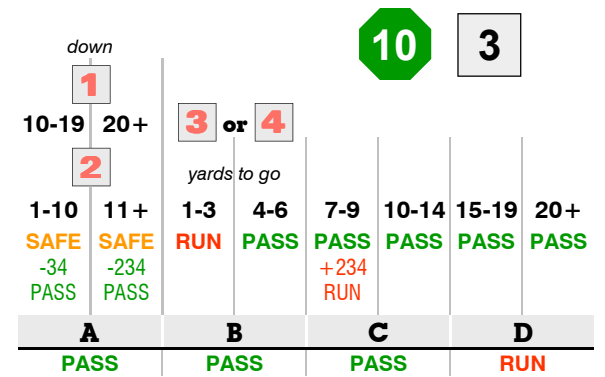 10 3
down
1
10-19 20+ 3 or 4
2 yards to go
1-10 11+ 1-3 4-6 7-9 10-14 15-19 20+
SAFE SAFE RUN PASS PASS PASS PASS PASS
-34 -234 +234
PASS PASS RUN
A B C D
PASS PASS PASS RUN